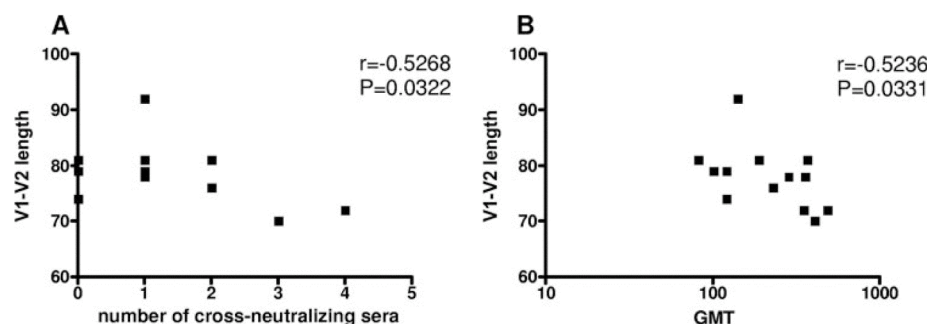 A
r=-0.5268
P=0.0322
V1-V2 length
100
90
80
70
60
0 1 2 3 4 5
number of cross-neutralizing sera
B
r=-0.5236
P=0.0331
V1-V2 length
100
90
80
70
60
10 100 1000
GMT